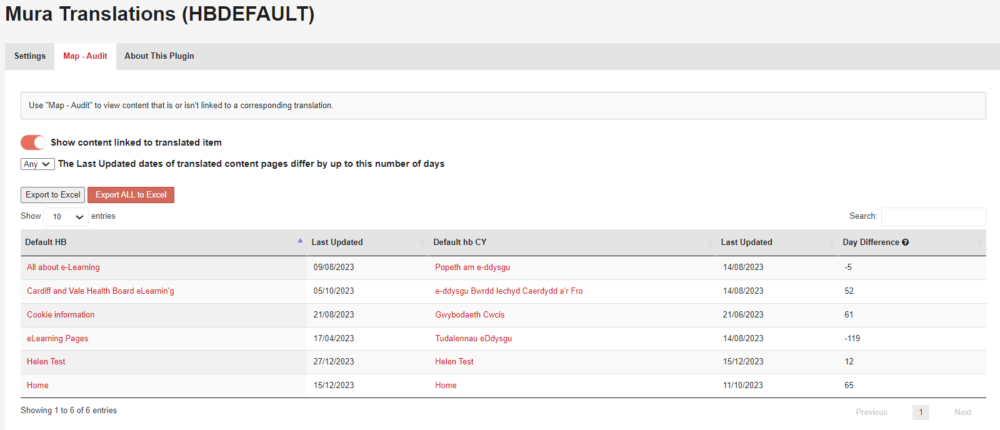 Mura Translations (HBDEFAULT)
Settings Map - Audit About This Plugin
Use "Map - Audit" to view content that is or isn't linked to a corresponding translation.
Show content linked to translated item
Any The Last Updated dates of translated content pages differ by up to this number of days
Export to Excel Export ALL to Excel
Show 10 entries Search:
Default HB Last Updated Default hb CY Last Updated Day Difference ?
All about e-Learning 09/08/2023 Popeth am e-ddysgu 14/08/2023 -5
Cardiff and Vale Health Board eLearnin'g 05/10/2023 e-ddysgu Bwrdd Iechyd Caerdydd a'r Fro 14/08/2023 52
Cookie information 21/08/2023 Gwybodaeth Cwcis 21/06/2023 61
eLearning Pages 17/04/2023 Tudalennau eDdysgu 14/08/2023 -119
Helen Test 27/12/2023 Helen Test 15/12/2023 12
Home 15/12/2023 Home 11/10/2023 65
Showing 1 to 6 of 6 entries Previous 1 Next